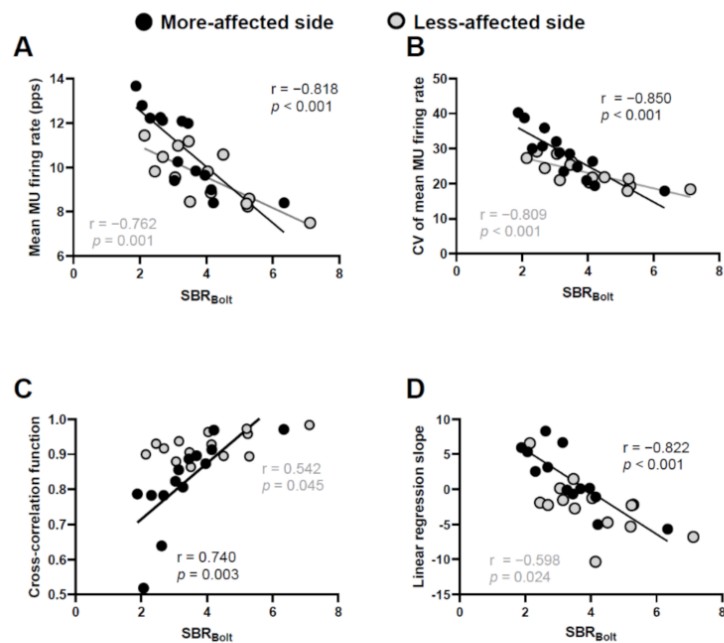 More-affected side Less-affected side
A
Mean MU firing rate (pps)
14
12
10
8
6
r = −0.818
p < 0.001
r = −0.762
p = 0.001
0 2 4 6 8
SBRBolt
B
CV of mean MU firing rate
50
40
30
20
10
0
r = −0.850
p < 0.001
r = −0.809
p < 0.001
0 2 4 6 8
SBRBolt
C
Cross-correlation function
1.0
0.9
0.8
0.7
0.6
0.5
r = 0.542
p = 0.045
r = 0.740
p = 0.003
0 2 4 6 8
SBRBolt
D
Linear regression slope
10
5
0
-5
-10
-15
r = −0.822
p < 0.001
r = −0.598
p = 0.024
0 2 4 6 8
SBRBolt